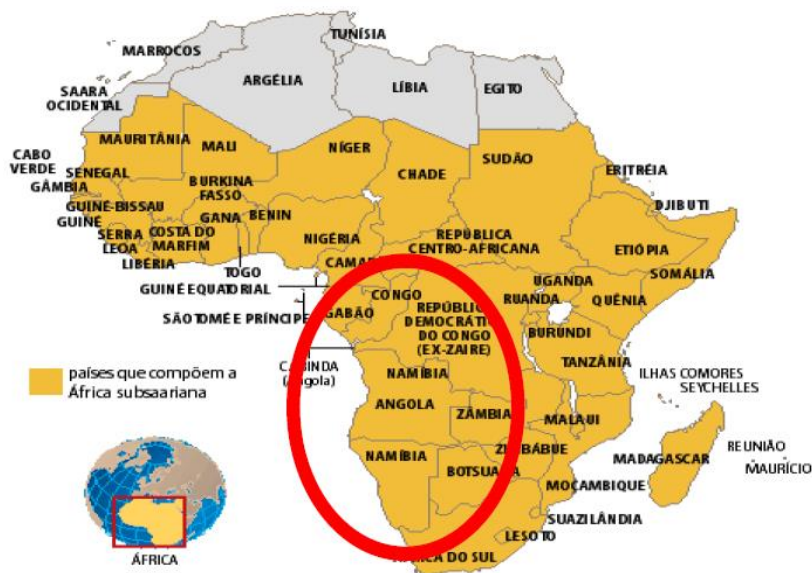 TUNÍSIA
MARROCOS
ARGÉLIA
LÍBIA
EGITO
SAARA
OCIDENTAL
MAURITÂNIA
MALI
NÍGER
CHADE
SUDÃO
ERITRÉIA
CABO
VERDE
SENEGAL
GÂMBIA
BURKINA
FASSO
DJIBUTI
GUINÉ-BISSAU
GUINÉ
GANA
BENIN
NIGÉRIA
REPÚBLICA
CENTRO-AFRICANA
ETIÓPIA
SERRA
LEOA
COSTA DO
MARFIM
LIBÉRIA
TOGO
SOMÁLIA
GUINÉ EQUATORIAL
CONGO
UGANDA
RUANDA
QUÊNIA
SÃO TOMÉ E PRÍNCIPE
GABÃO
DO CONGO
(EX-ZAIRE)
BURUNDI
TANZÂNIA
(Angola)
países que compõem a
África subsaariana
NAMÍBIA
ILHAS COMORES
SEYCHELLES
ANGOLA
ZÂMBIA
MALAUI
NAMÍBIA
MADAGASCAR
REUNIÃO
MAURÍCIO
MOÇAMBIQUE
SUAZILÂNDIA
LESOTO
DO SUL
ÁFRICA